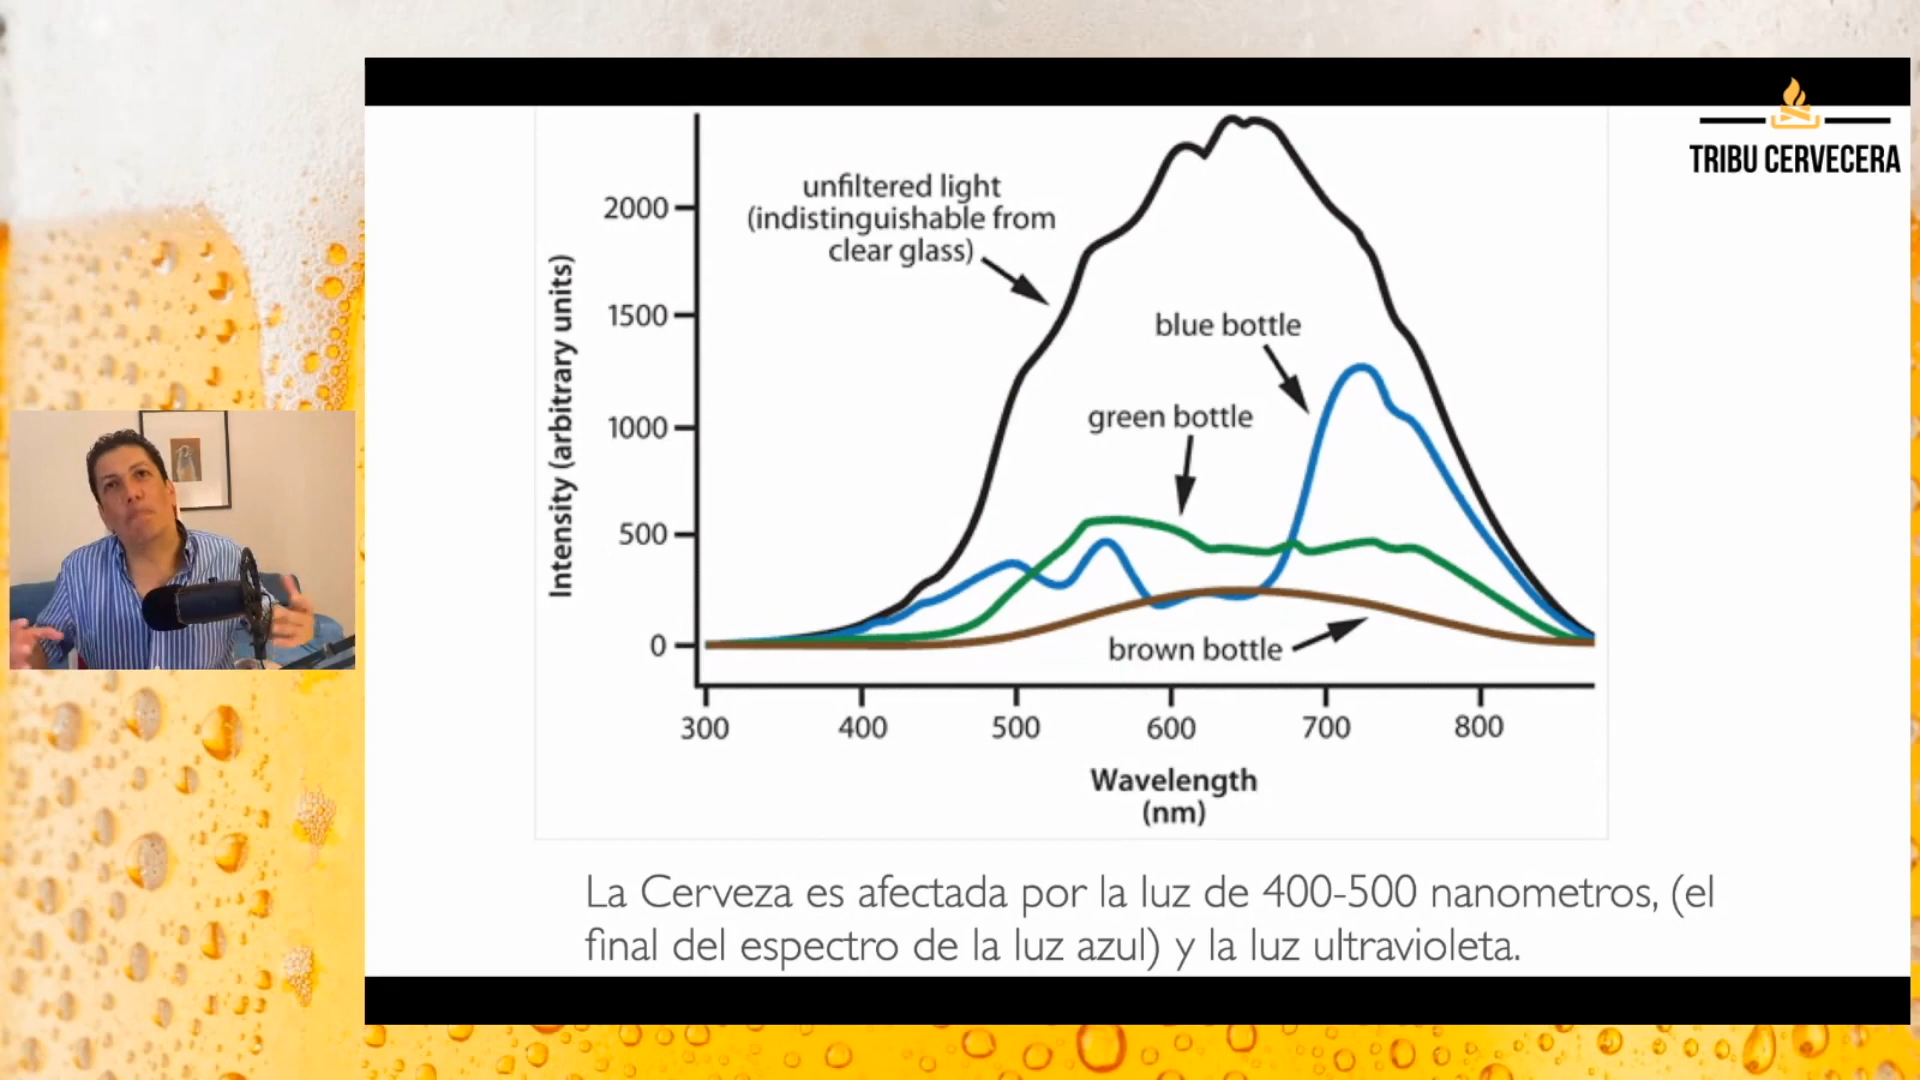 TRIBU CERVECERA
unfiltered light
(indistinguishable from
clear glass)
blue bottle
green bottle
brown bottle
Intensity (arbitrary units)
2000
1500
1000
500
0
300 400 500 600 700 800
Wavelength
(nm)
La Cerveza es afectada por la luz de 400-500 nanometros, (el
final del espectro de la luz azul) y la luz ultravioleta.